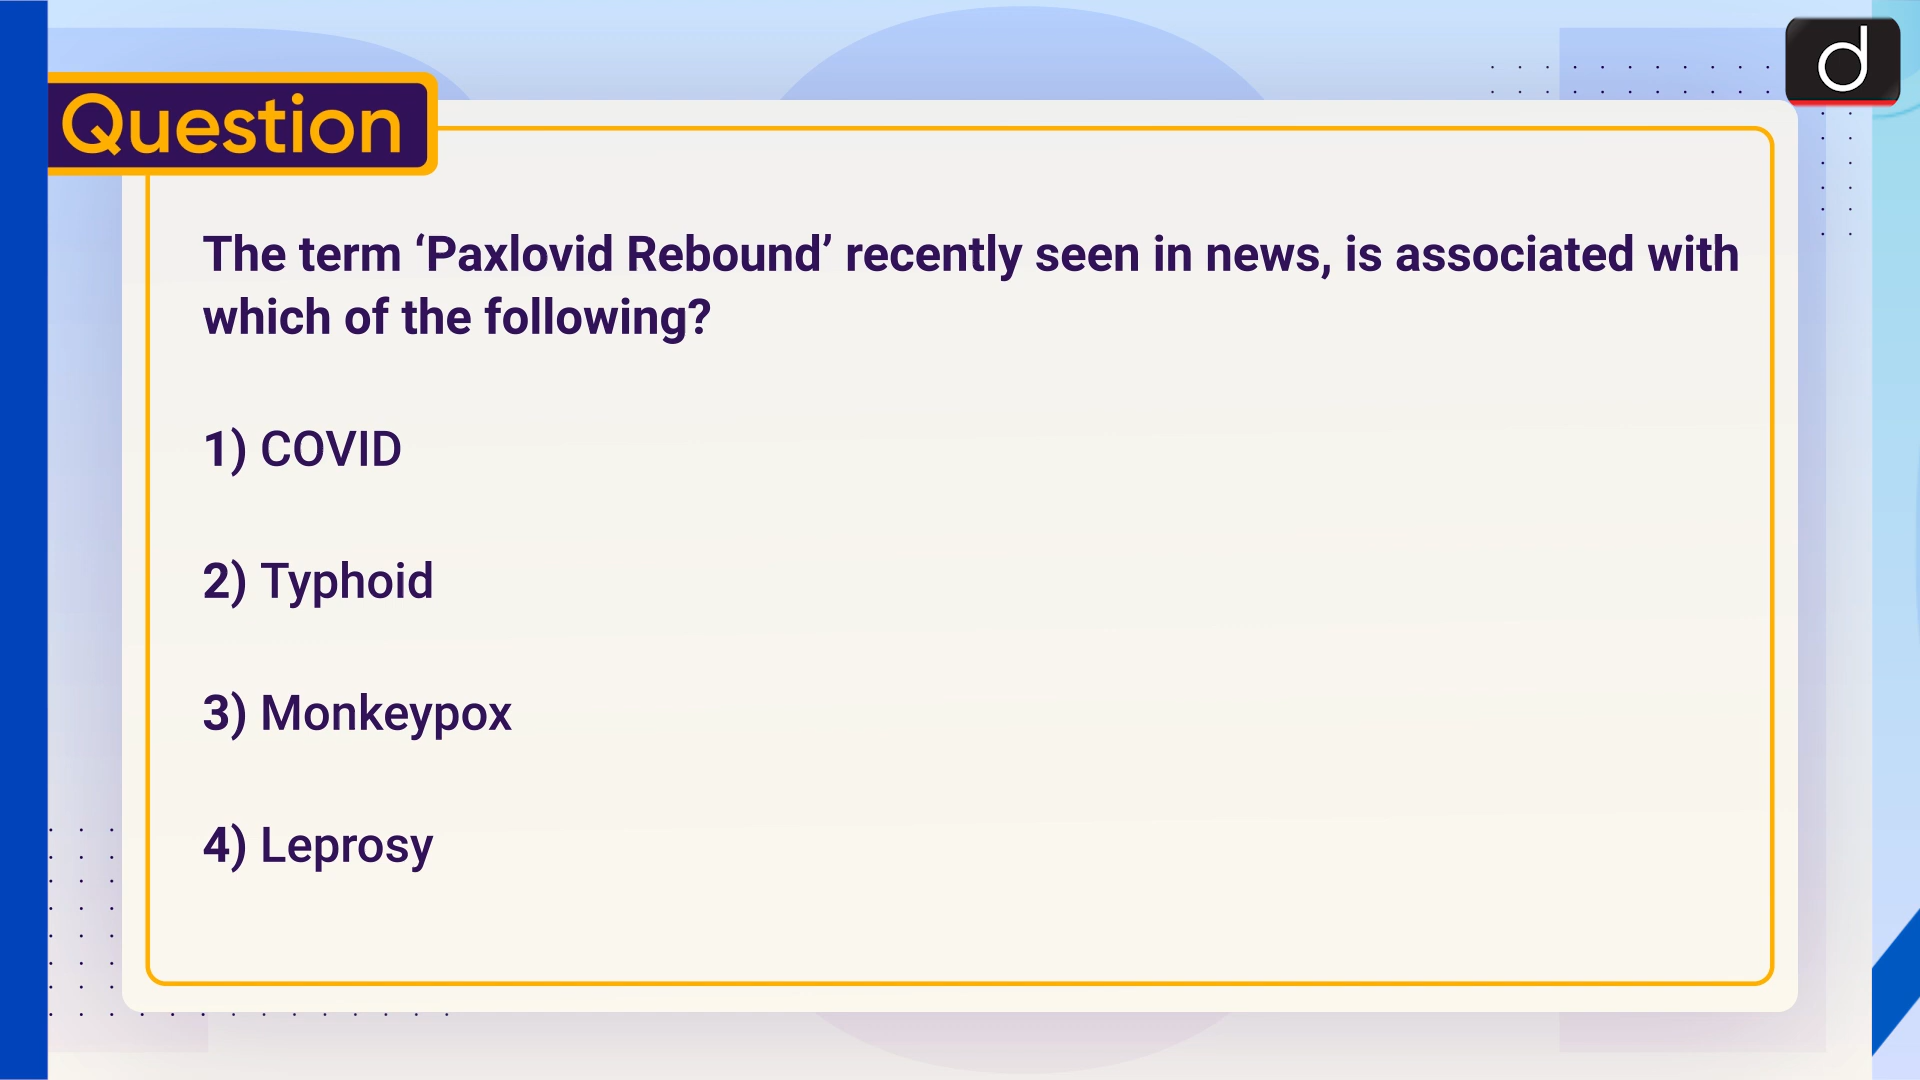 Question
The term ‘Paxlovid Rebound’ recently seen in news, is associated with
which of the following?
1) COVID
2) Typhoid
3) Monkeypox
4) Leprosy
d